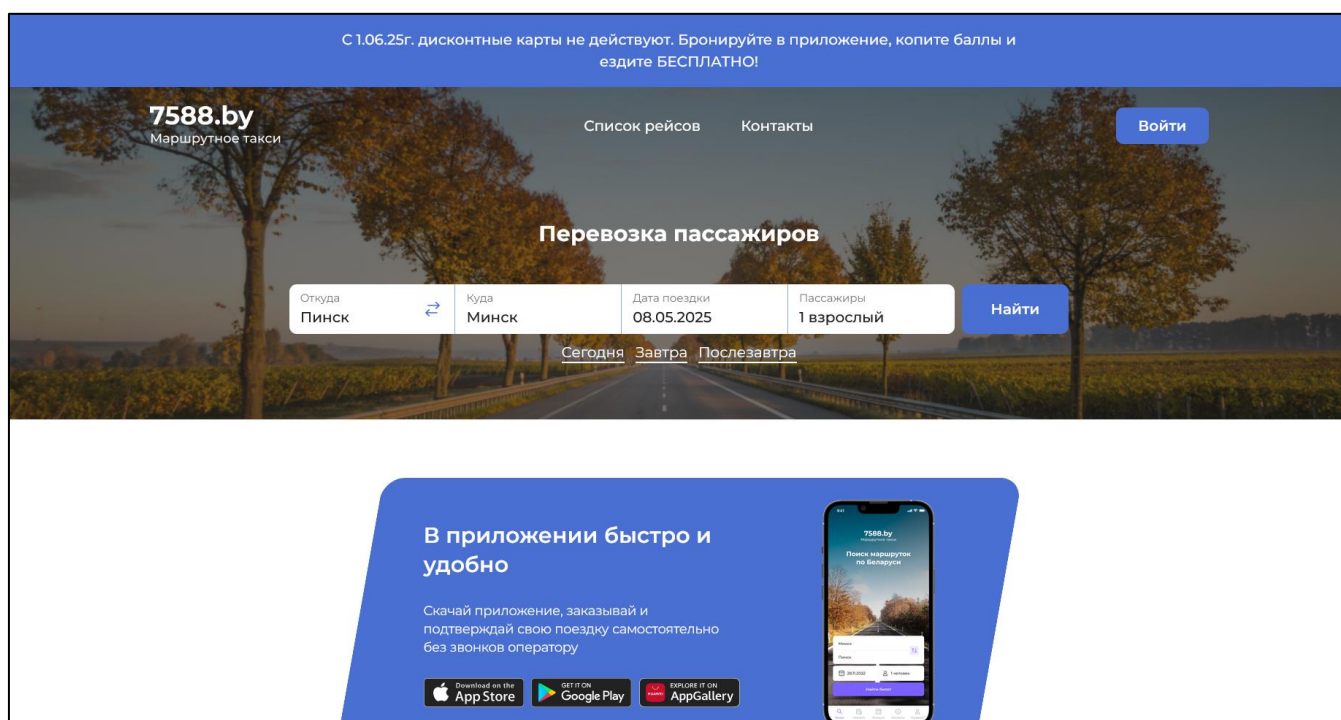 С 1.06.25г. дисконтные карты не действуют. Бронируйте в приложение, копите баллы и
ездите БЕСПЛАТНО!
7588.by
Маршрутное такси
Список рейсов
Контакты
Войти
Перевозка пассажиров
Откуда
Пинск
Куда
Минск
Дата поездки
08.05.2025
Пассажиры
1 взрослый
Найти
Сегодня Завтра Послезавтра
В приложении быстро и
удобно
Скачай приложение, заказывай и
подтверждай свою поездку самостоятельно
без звонков оператору
Download on the
App Store
GET IT ON
Google Play
EXPLORE IT ON
AppGallery
7588.by
Маршрутное такси
Поиск маршруток
по Беларуси